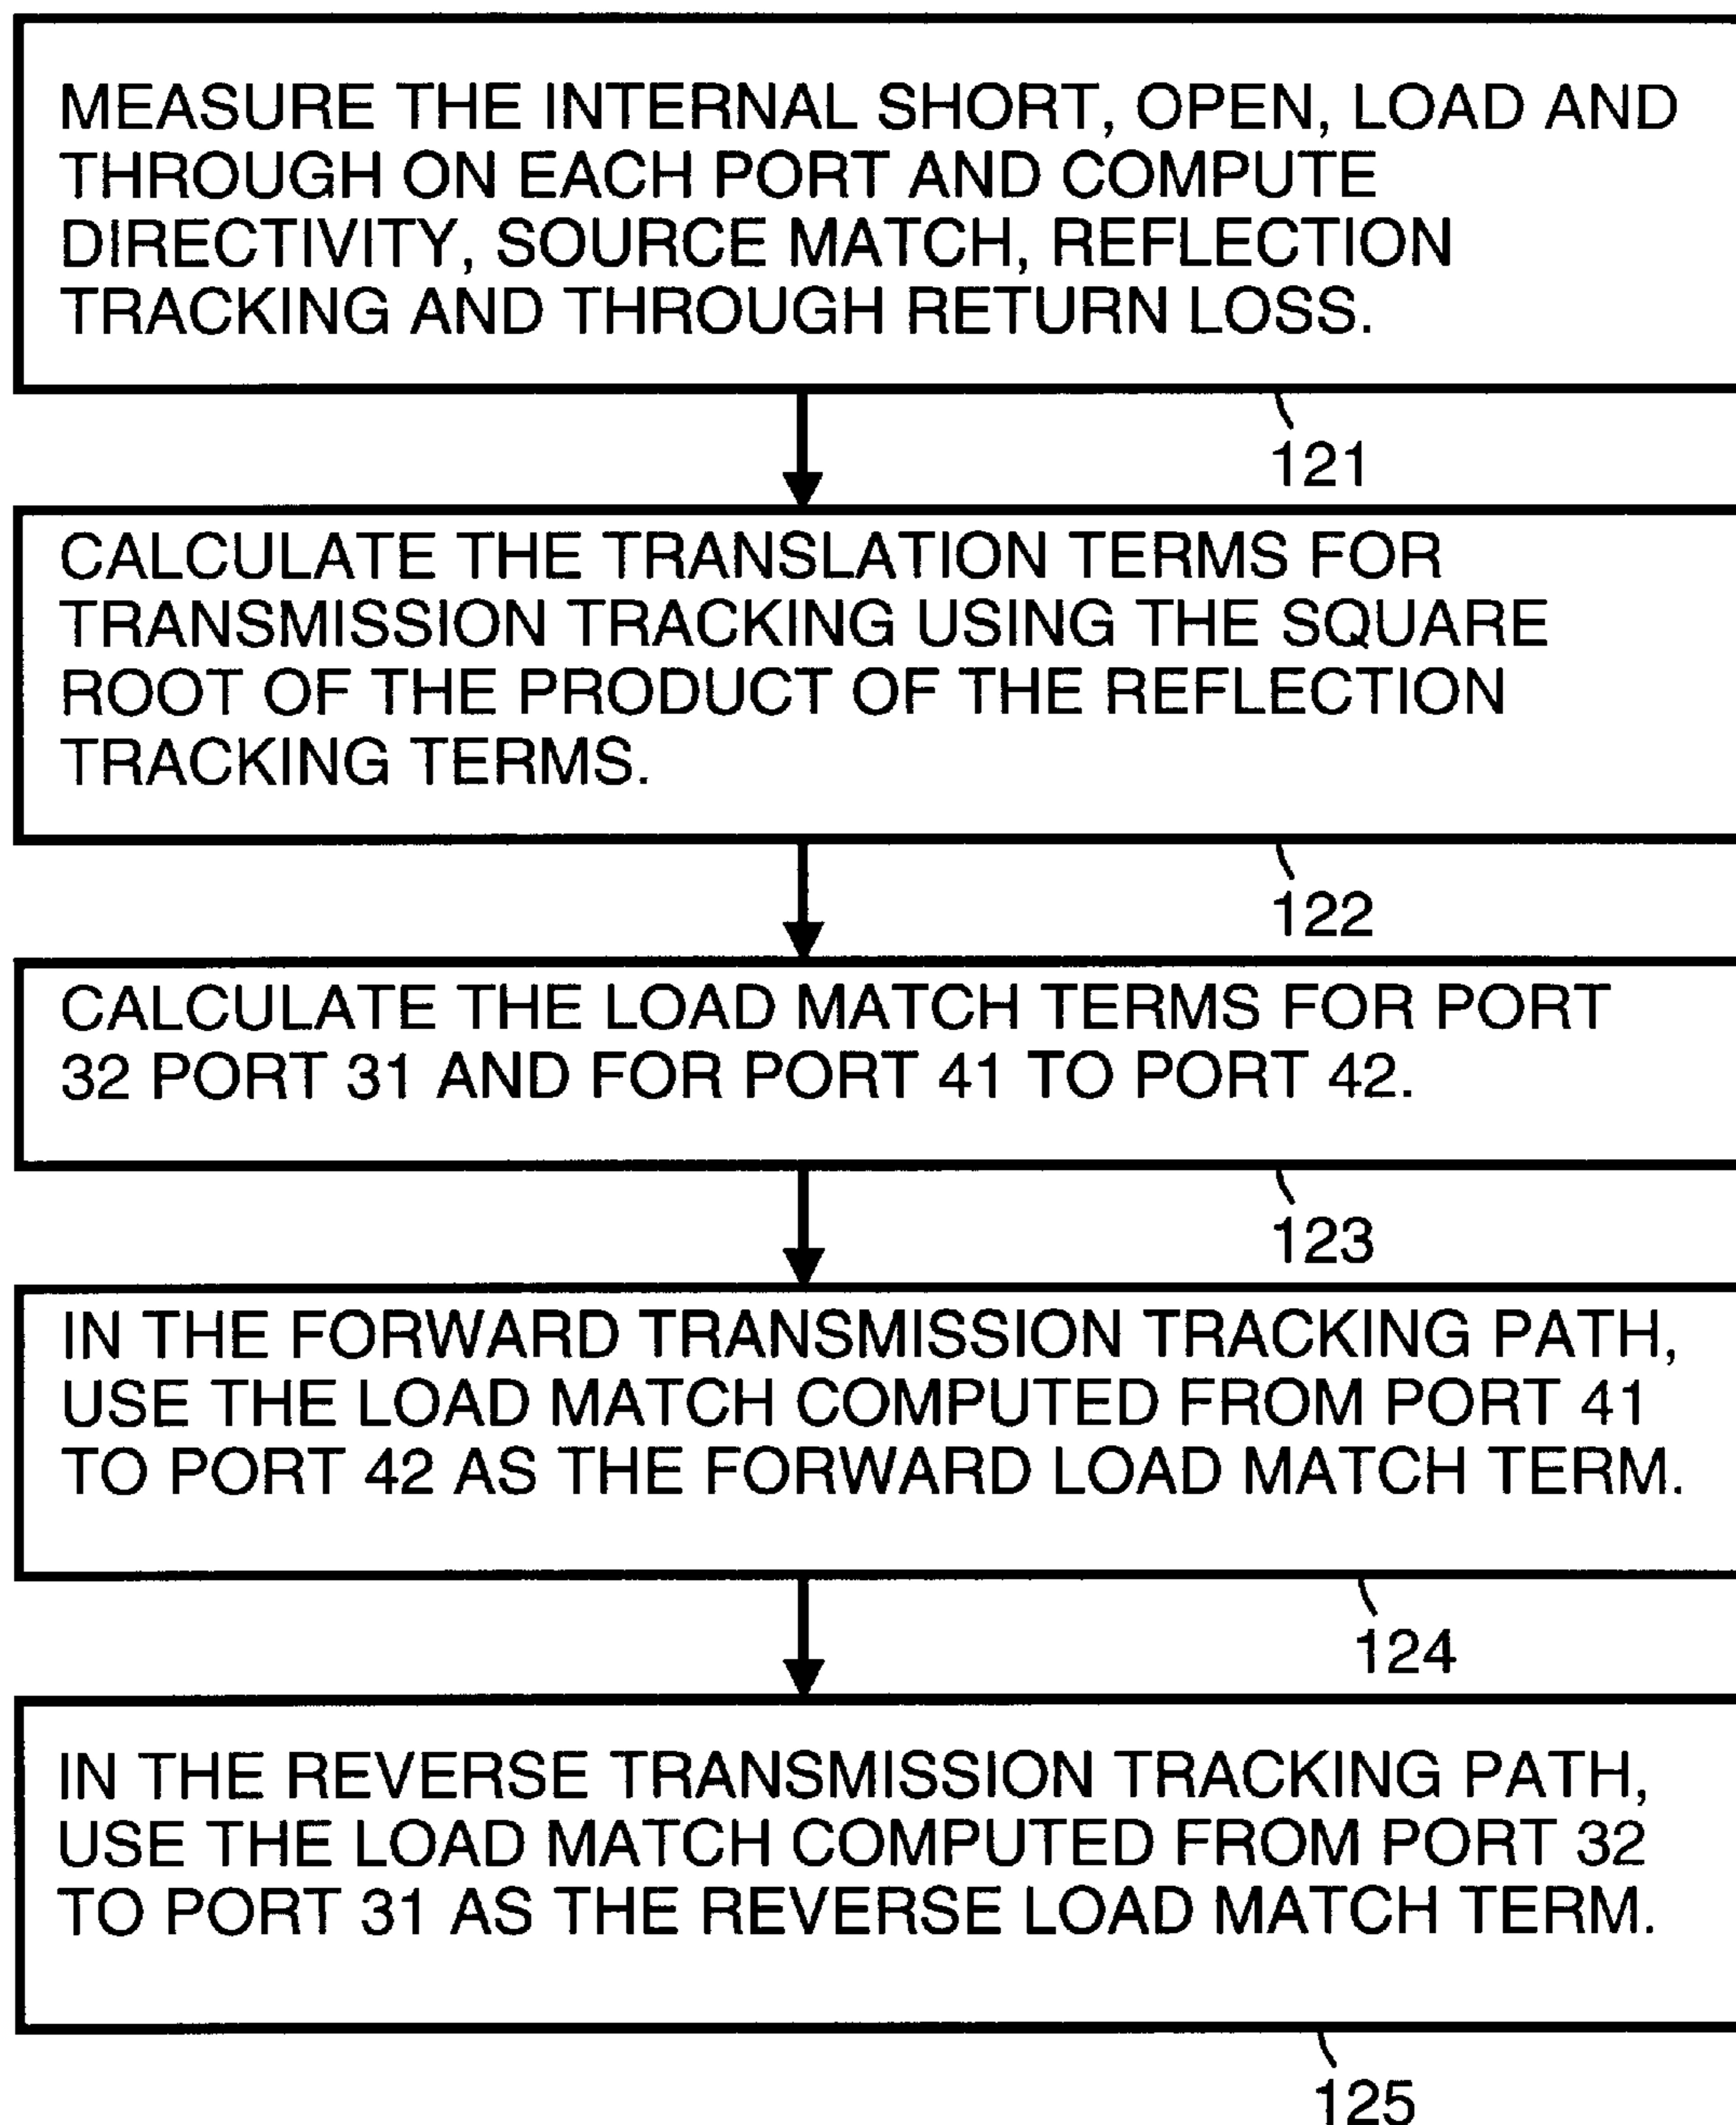 MEASURE THE INTERNAL SHORT, OPEN, LOAD AND
THROUGH ON EACH PORT AND COMPUTE
DIRECTIVITY, SOURCE MATCH, REFLECTION
TRACKING AND THROUGH RETURN LOSS.
121
CALCULATE THE TRANSLATION TERMS FOR
TRANSMISSION TRACKING USING THE SQUARE
ROOT OF THE PRODUCT OF THE REFLECTION
TRACKING TERMS.
122
CALCULATE THE LOAD MATCH TERMS FOR PORT
32 PORT 31 AND FOR PORT 41 TO PORT 42.
123
IN THE FORWARD TRANSMISSION TRACKING PATH,
USE THE LOAD MATCH COMPUTED FROM PORT 41
TO PORT 42 AS THE FORWARD LOAD MATCH TERM.
124
IN THE REVERSE TRANSMISSION TRACKING PATH,
USE THE LOAD MATCH COMPUTED FROM PORT 32
TO PORT 31 AS THE REVERSE LOAD MATCH TERM.
125